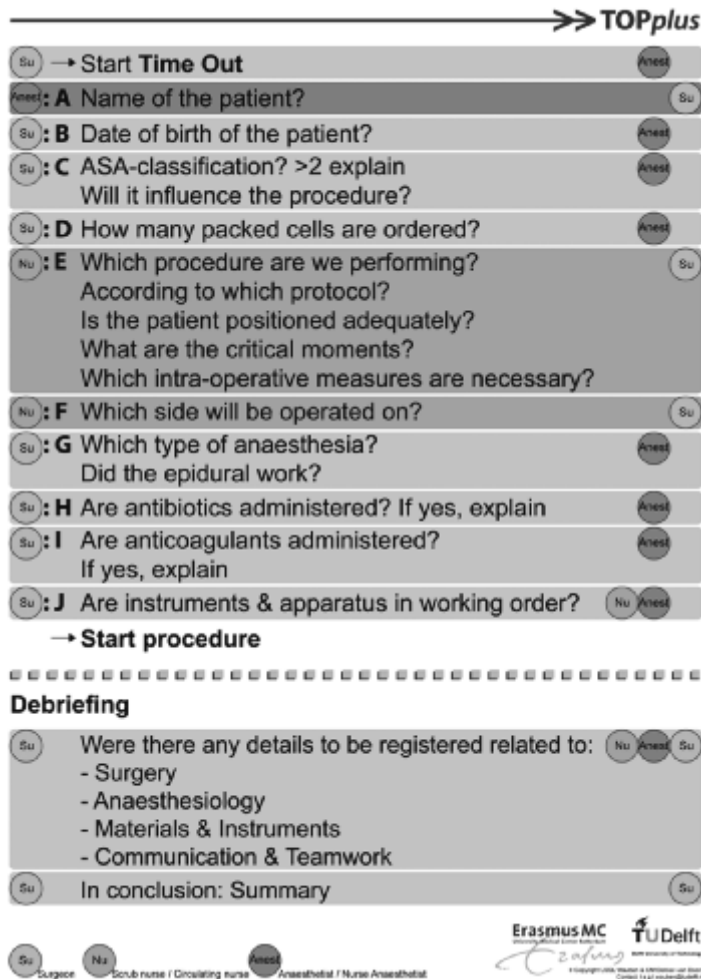 >> TOPplus
Su → Start Time Out Anest
Anest : A Name of the patient? Su
Su : B Date of birth of the patient? Anest
Su : C ASA-classification? >2 explain Anest
Will it influence the procedure?
Su : D How many packed cells are ordered? Anest
Nu : E Which procedure are we performing? Su
According to which protocol?
Is the patient positioned adequately?
What are the critical moments?
Which intra-operative measures are necessary?
Nu : F Which side will be operated on? Su
Su : G Which type of anaesthesia? Anest
Did the epidural work?
Su : H Are antibiotics administered? If yes, explain Anest
Su : I Are anticoagulants administered? Anest
If yes, explain
Su : J Are instruments & apparatus in working order? Nu Anest
→ Start procedure
Debriefing
Su Were there any details to be registered related to: Nu Anest Su
- Surgery
- Anaesthesiology
- Materials & Instruments
- Communication & Teamwork
Su In conclusion: Summary Su
Erasmus MC TU Delft
Su Surgeon Nu Scrub nurse / Circulating nurse Anest Anaesthetist / Nurse Anaesthetist